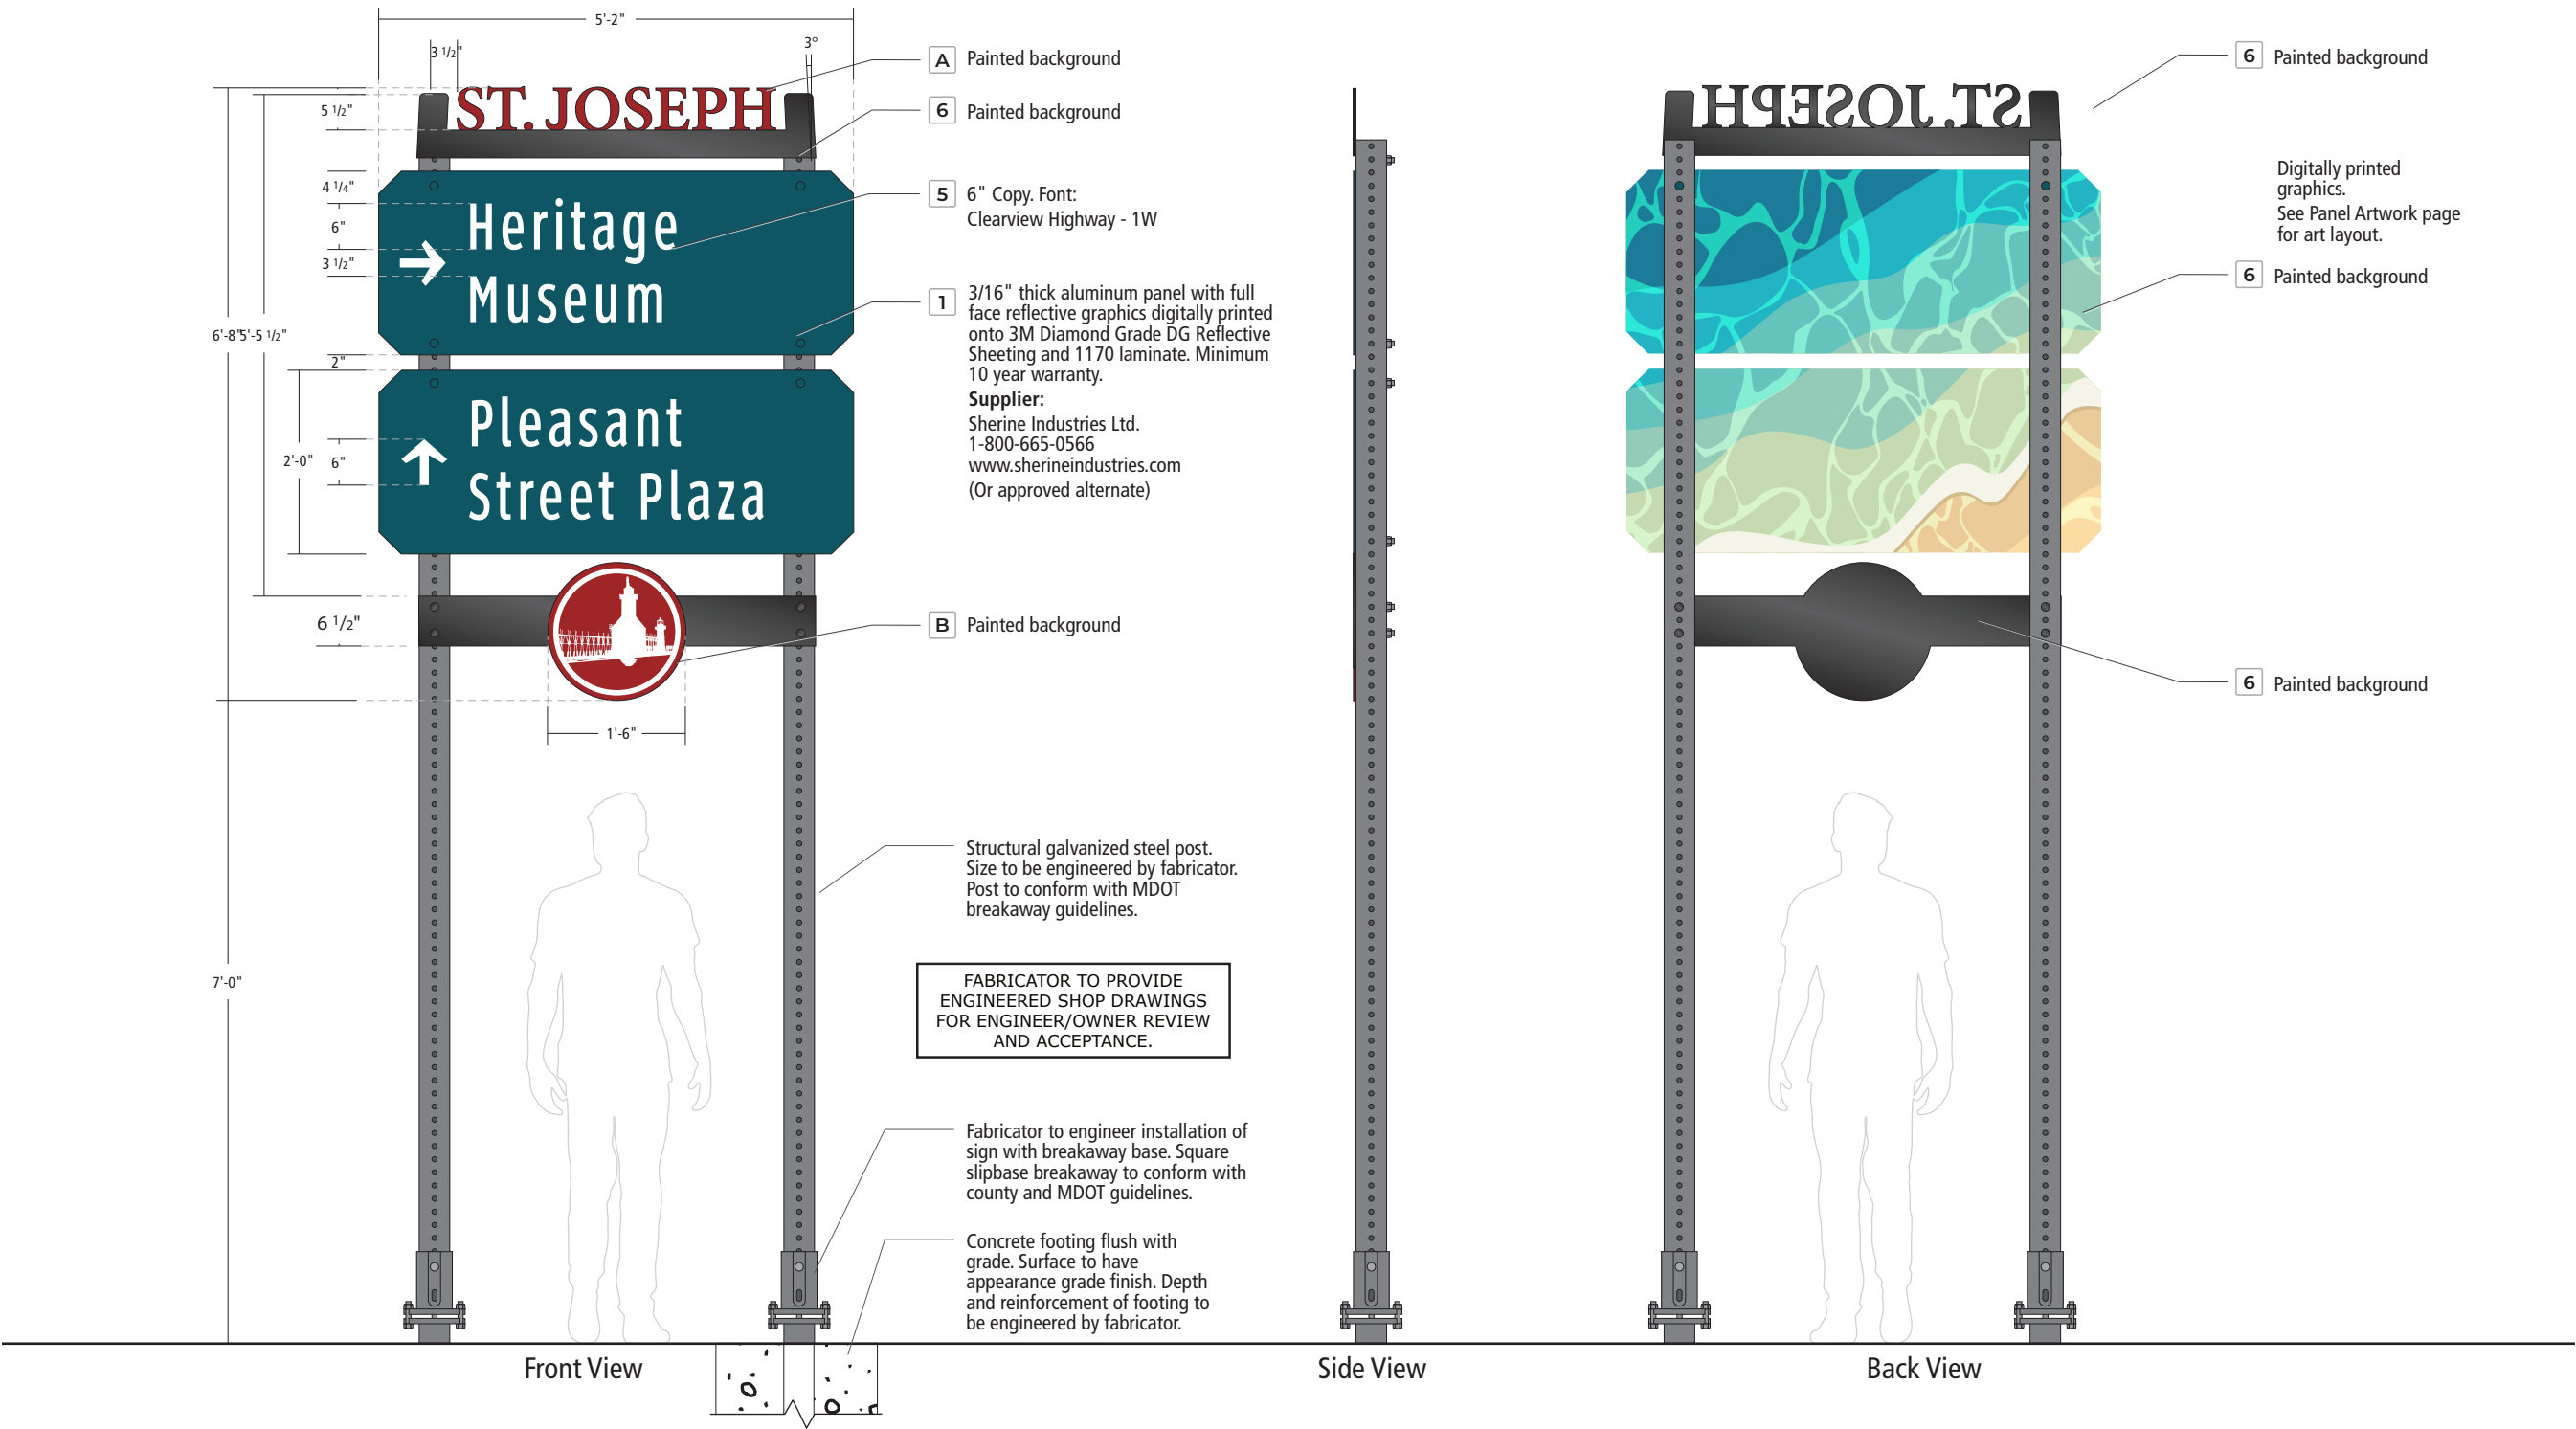 5'-2"
3 1/2"
3°
ST. JOSEPH
5 1/2"
4 1/4"
6"
3 1/2"
6'-8"
5'-5 1/2"
2"
2'-0"
6"
6 1/2"
1'-6"
7'-0"
Heritage
Museum
Pleasant
Street Plaza
A Painted background
6 Painted background
5 6" Copy. Font:
Clearview Highway - 1W
1 3/16" thick aluminum panel with full
face reflective graphics digitally printed
onto 3M Diamond Grade DG Reflective
Sheeting and 1170 laminate. Minimum
10 year warranty.
Supplier:
Sherine Industries Ltd.
1-800-665-0566
www.sherineindustries.com
(Or approved alternate)
B Painted background
Structural galvanized steel post.
Size to be engineered by fabricator.
Post to conform with MDOT
breakaway guidelines.
FABRICATOR TO PROVIDE
ENGINEERED SHOP DRAWINGS
FOR ENGINEER/OWNER REVIEW
AND ACCEPTANCE.
Fabricator to engineer installation of
sign with breakaway base. Square
slipbase breakaway to conform with
county and MDOT guidelines.
Concrete footing flush with
grade. Surface to have
appearance grade finish. Depth
and reinforcement of footing to
be engineered by fabricator.
Front View
Side View
ST. JOSEPH
6 Painted background
Digitally printed
graphics.
See Panel Artwork page
for art layout.
6 Painted background
6 Painted background
Back View